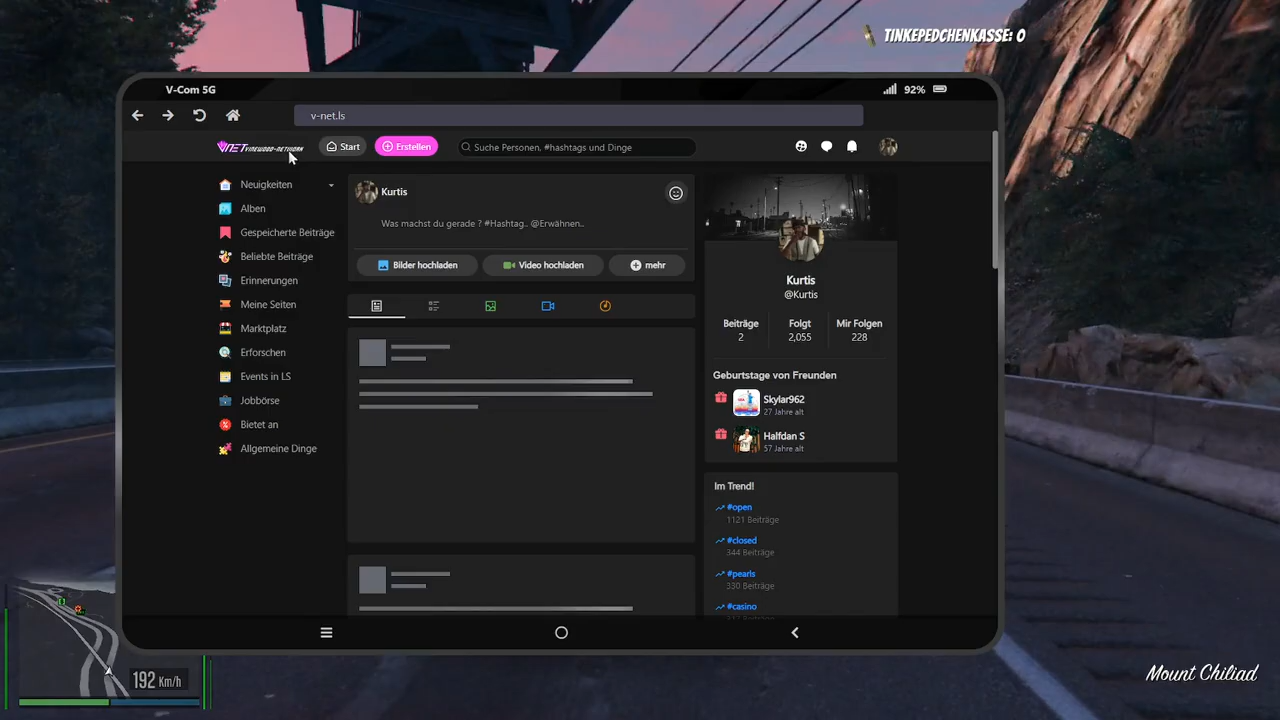 TINKEPEDCHENKASSE: 0
V-Com 5G
92%
v-net.ls
VNET VINEWOOD-NETWORK
Start
Erstellen
Suche Personen, #hashtags und Dinge
Neuigkeiten
Alben
Gespeicherte Beiträge
Beliebte Beiträge
Erinnerungen
Meine Seiten
Marktplatz
Erforschen
Events in LS
Jobbörse
Bietet an
Allgemeine Dinge
Kurtis
Was machst du gerade ? #Hashtag.. @Erwähnen..
Bilder hochladen
Video hochladen
mehr
Kurtis
@Kurtis
Beiträge Folgt Mir Folgen
2 2,055 228
Geburtstage von Freunden
Skylar962
27 Jahre alt
Halfdan S
57 Jahre alt
Im Trend!
#open
1121 Beiträge
#closed
344 Beiträge
#pearls
330 Beiträge
#casino
192 Km/h
Mount Chiliad